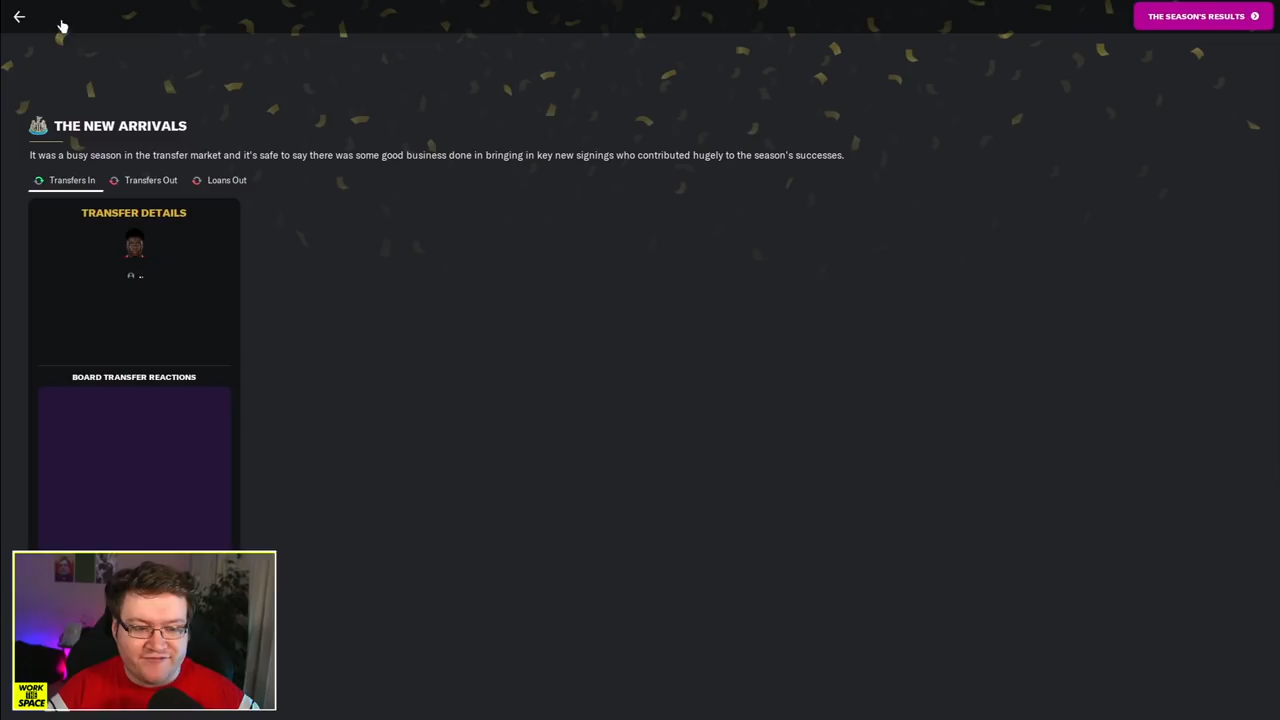 THE SEASON'S RESULTS
THE NEW ARRIVALS
It was a busy season in the transfer market and it's safe to say there was some good business done in bringing in key new signings who contributed hugely to the season's successes.
Transfers In
Transfers Out
Loans Out
TRANSFER DETAILS
BOARD TRANSFER REACTIONS
WORK
THE
SPACE